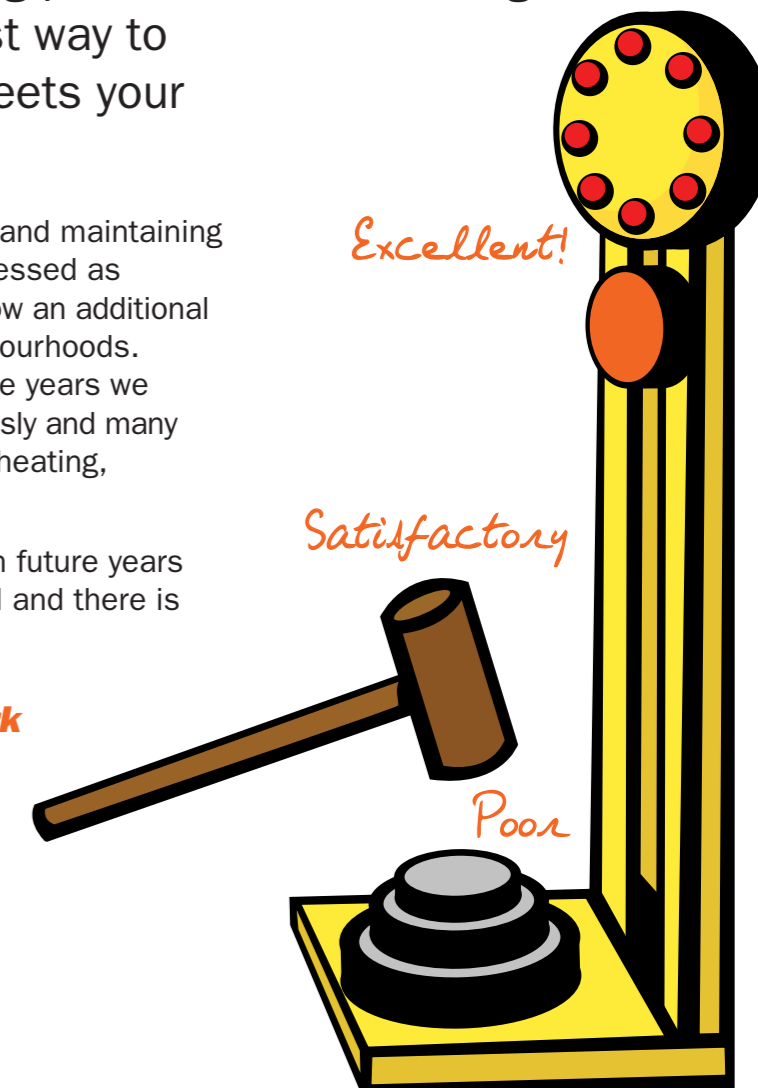 st way to
eets your
and maintaining
essed as
ow an additional
ourhoods.
e years we
sly and many
heating,
n future years
and there is
k
Excellent!
Satisfactory
Poor